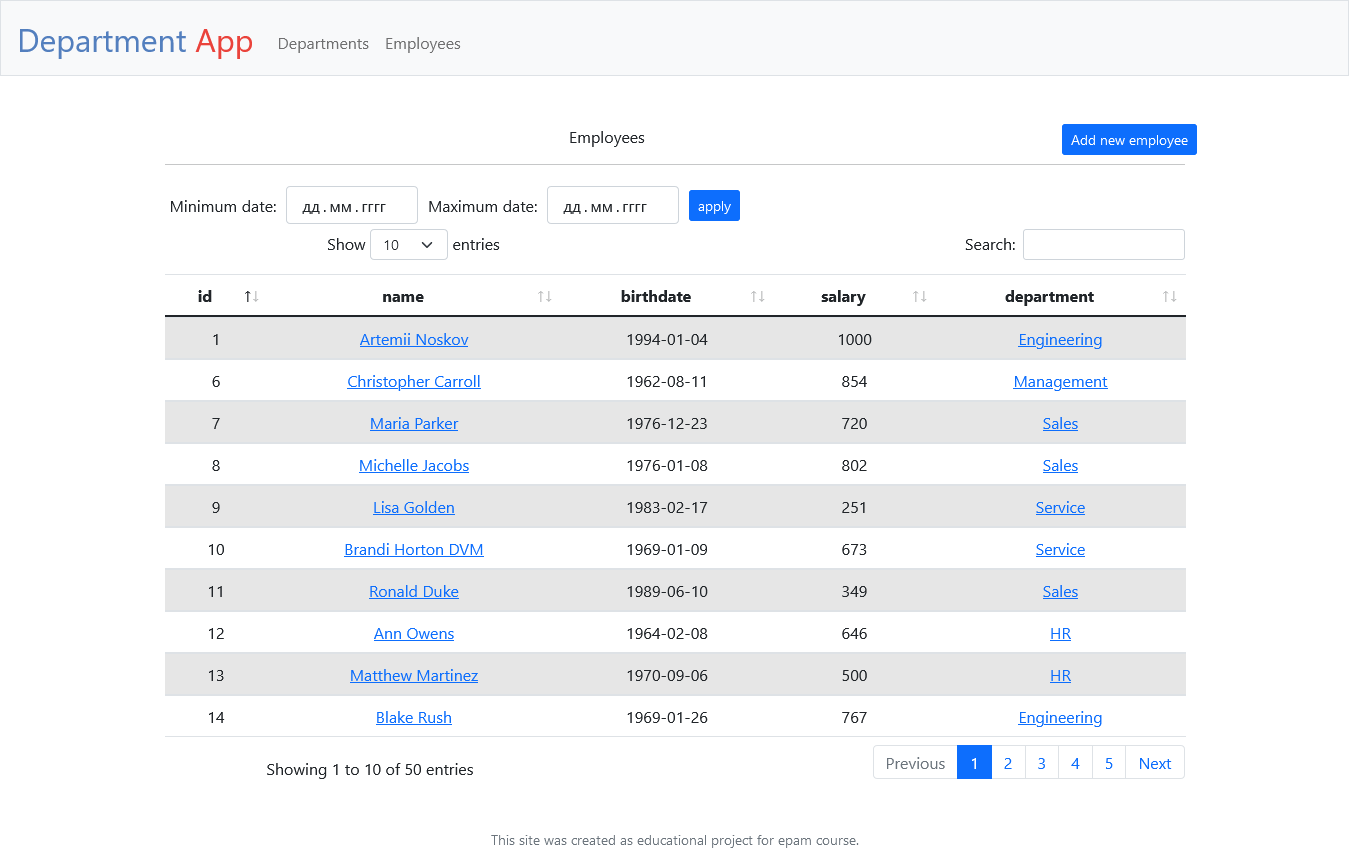 Department App Departments Employees
Employees Add new employee
Minimum date: дд.мм.гггг Maximum date: дд.мм.гггг apply
Show 10 entries Search:
id ↑↓ name ↑↓ birthdate ↑↓ salary ↑↓ department ↑↓
1 Artemii Noskov 1994-01-04 1000 Engineering
6 Christopher Carroll 1962-08-11 854 Management
7 Maria Parker 1976-12-23 720 Sales
8 Michelle Jacobs 1976-01-08 802 Sales
9 Lisa Golden 1983-02-17 251 Service
10 Brandi Horton DVM 1969-01-09 673 Service
11 Ronald Duke 1989-06-10 349 Sales
12 Ann Owens 1964-02-08 646 HR
13 Matthew Martinez 1970-09-06 500 HR
14 Blake Rush 1969-01-26 767 Engineering
Showing 1 to 10 of 50 entries Previous 1 2 3 4 5 Next
This site was created as educational project for epam course.